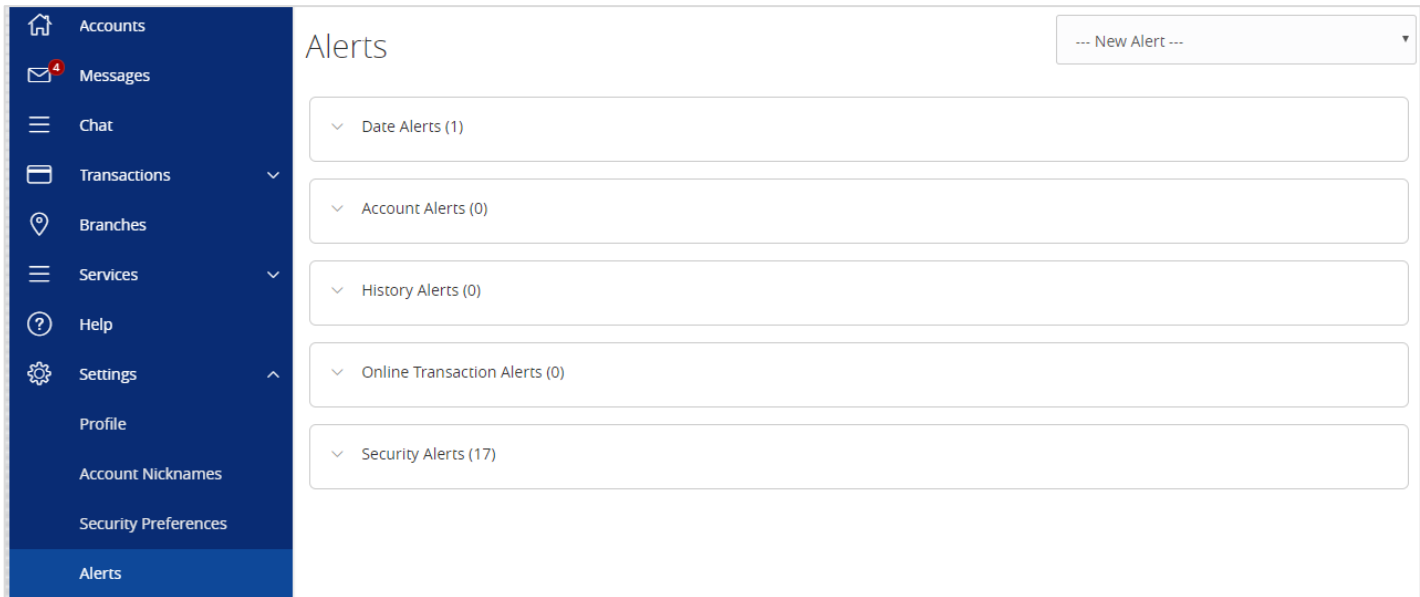 Accounts
4
Messages
Chat
Transactions
Branches
Services
Help
Settings
Profile
Account Nicknames
Security Preferences
Alerts
Alerts
--- New Alert ---
Date Alerts (1)
Account Alerts (0)
History Alerts (0)
Online Transaction Alerts (0)
Security Alerts (17)